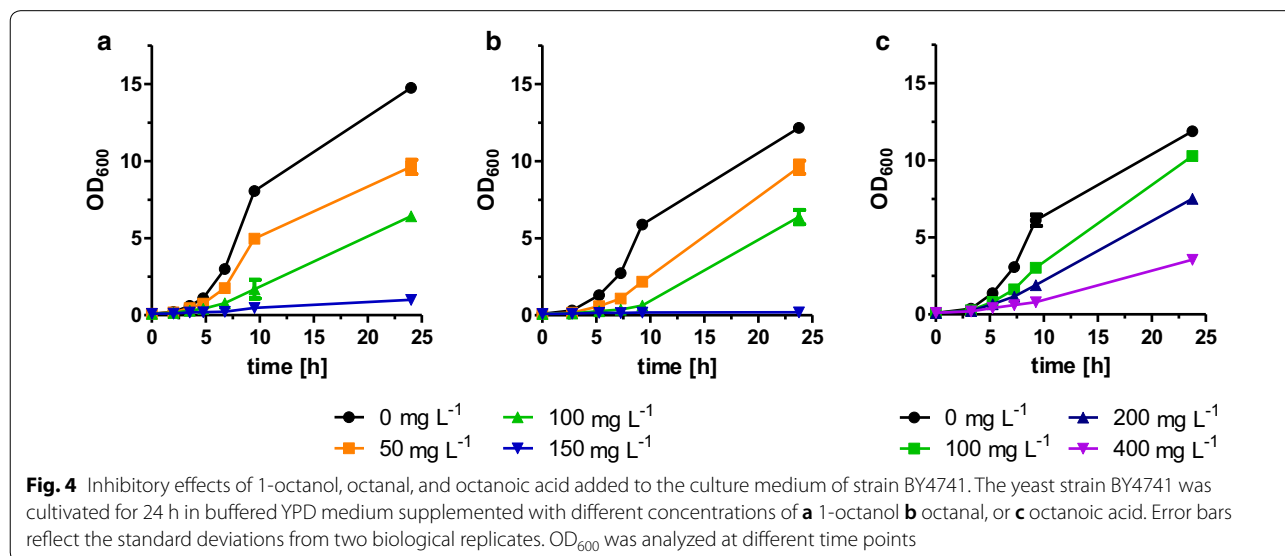 a b c
15 15 15
10 10 10
5 5 5
0 0 0
OD₆₀₀ OD₆₀₀ OD₆₀₀
0 5 10 15 20 25 0 5 10 15 20 25 0 5 10 15 20 25
time [h] time [h] time [h]
0 mg L⁻¹ 100 mg L⁻¹ 0 mg L⁻¹ 200 mg L⁻¹
50 mg L⁻¹ 150 mg L⁻¹ 100 mg L⁻¹ 400 mg L⁻¹
Fig. 4 Inhibitory effects of 1-octanol, octanal, and octanoic acid added to the culture medium of strain BY4741. The yeast strain BY4741 was
cultivated for 24 h in buffered YPD medium supplemented with different concentrations of a 1-octanol b octanal, or c octanoic acid. Error bars
reflect the standard deviations from two biological replicates. OD₆₀₀ was analyzed at different time points